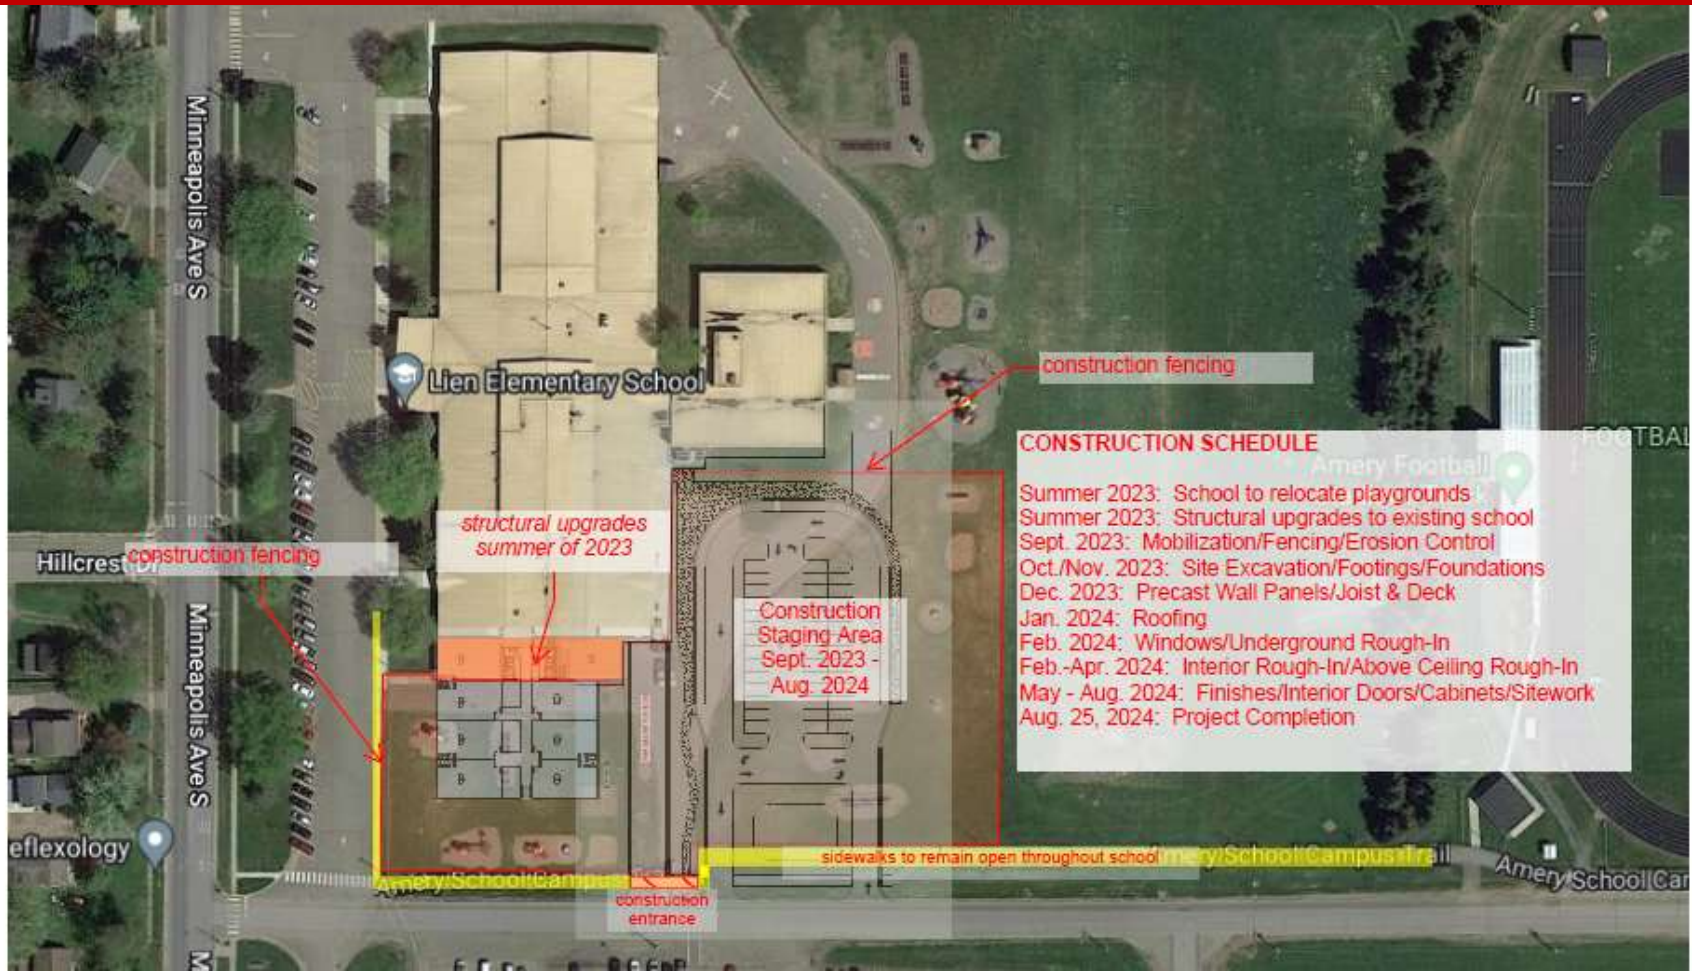 Minneapolis Ave S
Lien Elementary School
construction fencing
FOOTBAL
CONSTRUCTION SCHEDULE
Amery Football
Summer 2023: School to relocate playgrounds
Summer 2023: Structural upgrades to existing school
Sept. 2023: Mobilization/Fencing/Erosion Control
Oct./Nov. 2023: Site Excavation/Footings/Foundations
Dec. 2023: Precast Wall Panels/Joist & Deck
Jan. 2024: Roofing
Feb. 2024: Windows/Underground Rough-In
Feb.-Apr. 2024: Interior Rough-In/Above Ceiling Rough-In
May - Aug. 2024: Finishes/Interior Doors/Cabinets/Sitework
Aug. 25, 2024: Project Completion
structural upgrades
summer of 2023
Hillcrest Dr
construction fencing
Construction
Staging Area
Sept. 2023 -
Aug. 2024
Minneapolis Ave S
eflexology
sidewalks to remain open throughout school
Amery School Campus Trail
Amery School Car
Amery School Campus
construction
entrance
M